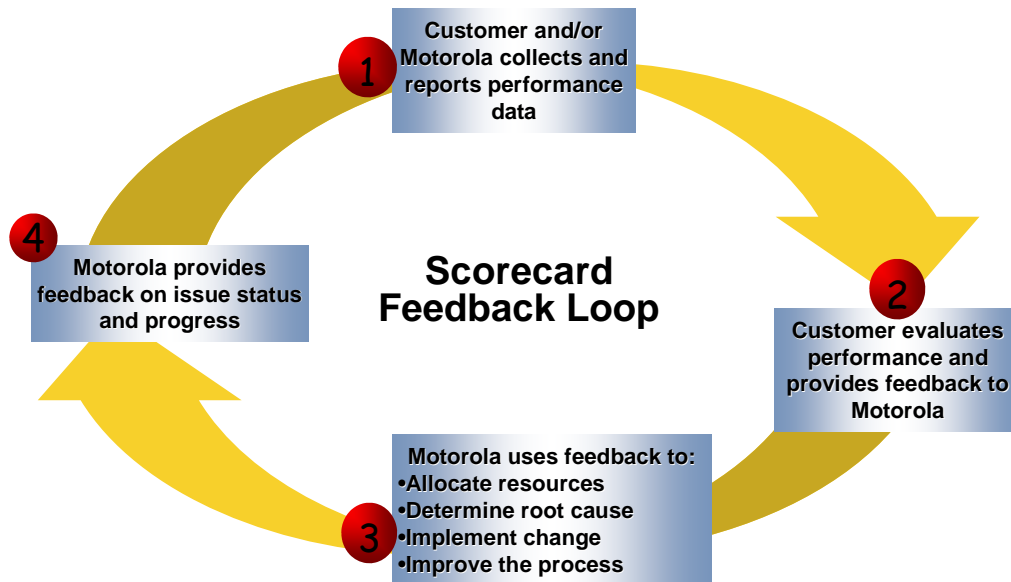 1
Customer and/or
Motorola collects and
reports performance
data
2
Customer evaluates
performance and
provides feedback to
Motorola
3
Motorola uses feedback to:
•Allocate resources
•Determine root cause
•Implement change
•Improve the process
4
Motorola provides
feedback on issue status
and progress
Scorecard
Feedback Loop